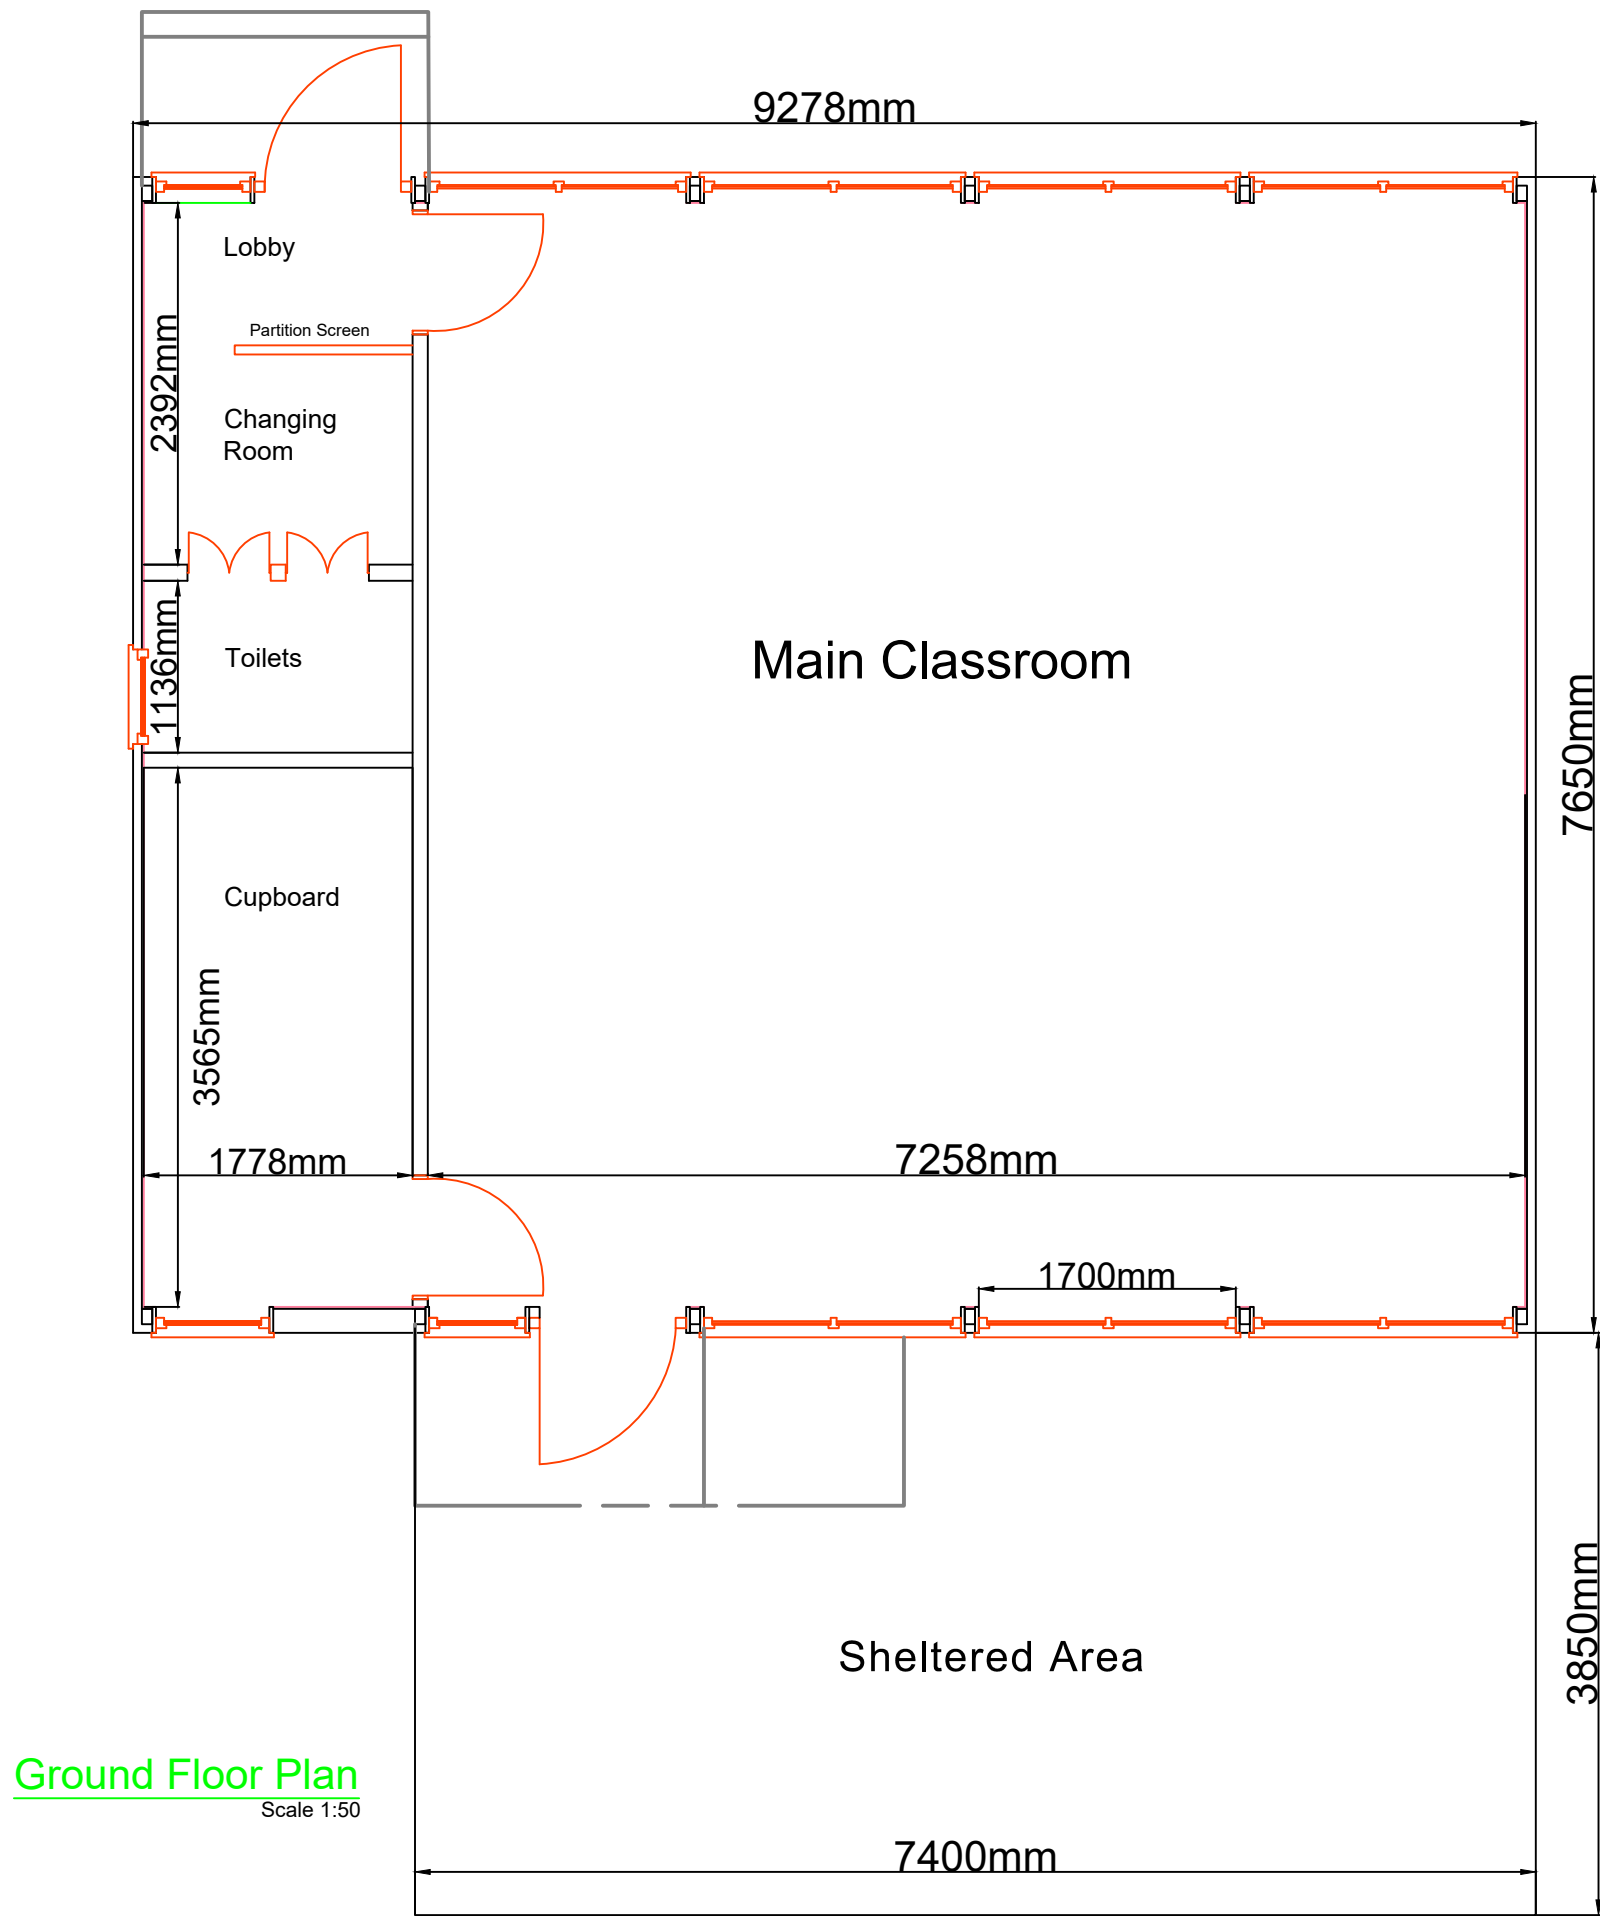 9278mm
Lobby
Partition Screen
2392mm
Changing
Room
1136mm
Toilets
Main Classroom
7650mm
Cupboard
3565mm
1778mm
7258mm
1700mm
Sheltered Area
3850mm
Ground Floor Plan
Scale 1:50
7400mm